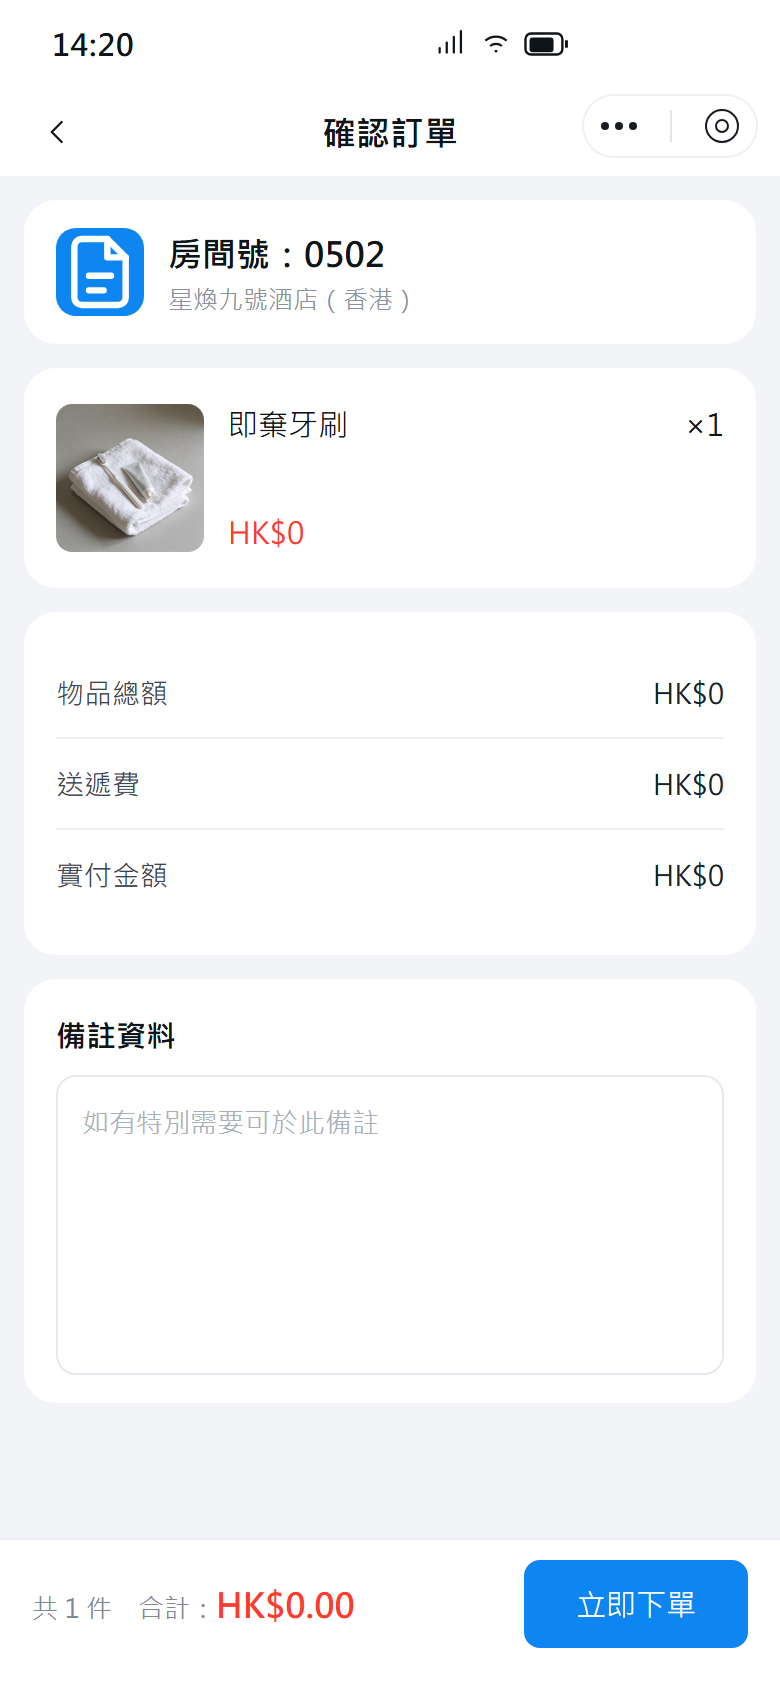 14:20
確認訂單
房間號：0502
星煥九號酒店（香港）
即棄牙刷
×1
HK$0
物品總額 HK$0
送遞費 HK$0
實付金額 HK$0
備註資料
如有特別需要可於此備註
共 1 件 合計：HK$0.00
立即下單